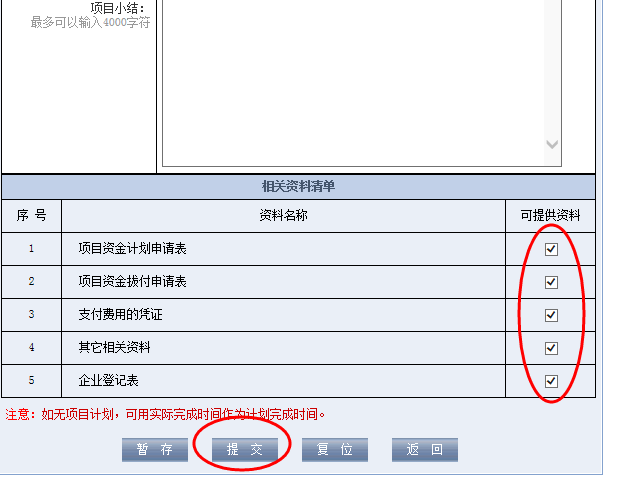 项目小结：
最多可以输入4000字符
相关资料清单
序 号 资料名称 可提供资料
1 项目资金计划申请表
2 项目资金拔付申请表
3 支付费用的凭证
4 其它相关资料
5 企业登记表
注意：如无项目计划，可用实际完成时间作为计划完成时间。
暂 存 提 交 复 位 返 回